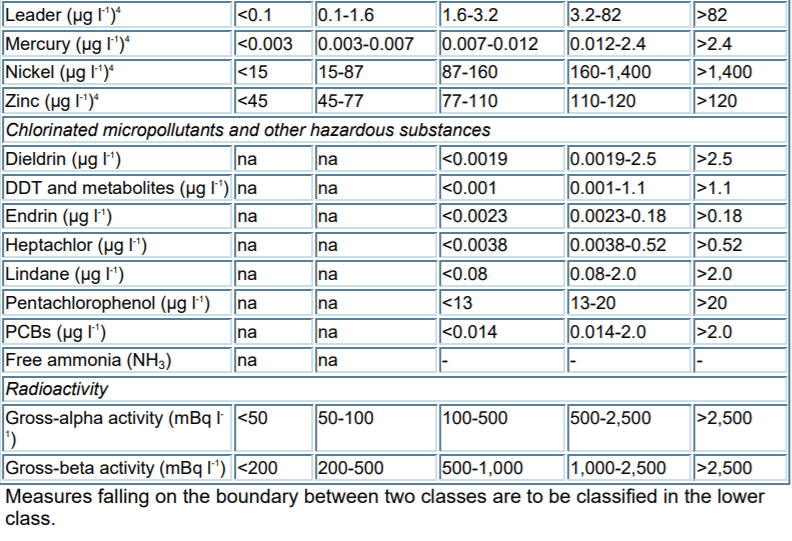 Leader (µg l⁻¹)⁴ <0.1 0.1-1.6 1.6-3.2 3.2-82 >82
Mercury (µg l⁻¹)⁴ <0.003 0.003-0.007 0.007-0.012 0.012-2.4 >2.4
Nickel (µg l⁻¹)⁴ <15 15-87 87-160 160-1,400 >1,400
Zinc (µg l⁻¹)⁴ <45 45-77 77-110 110-120 >120
Chlorinated micropollutants and other hazardous substances
Dieldrin (µg l⁻¹) na na <0.0019 0.0019-2.5 >2.5
DDT and metabolites (µg l⁻¹) na na <0.001 0.001-1.1 >1.1
Endrin (µg l⁻¹) na na <0.0023 0.0023-0.18 >0.18
Heptachlor (µg l⁻¹) na na <0.0038 0.0038-0.52 >0.52
Lindane (µg l⁻¹) na na <0.08 0.08-2.0 >2.0
Pentachlorophenol (µg l⁻¹) na na <13 13-20 >20
PCBs (µg l⁻¹) na na <0.014 0.014-2.0 >2.0
Free ammonia (NH₃) na na - - -
Radioactivity
Gross-alpha activity (mBq l⁻ <50 50-100 100-500 500-2,500 >2,500
¹)
Gross-beta activity (mBq l⁻¹) <200 200-500 500-1,000 1,000-2,500 >2,500
Measures falling on the boundary between two classes are to be classified in the lower
class.